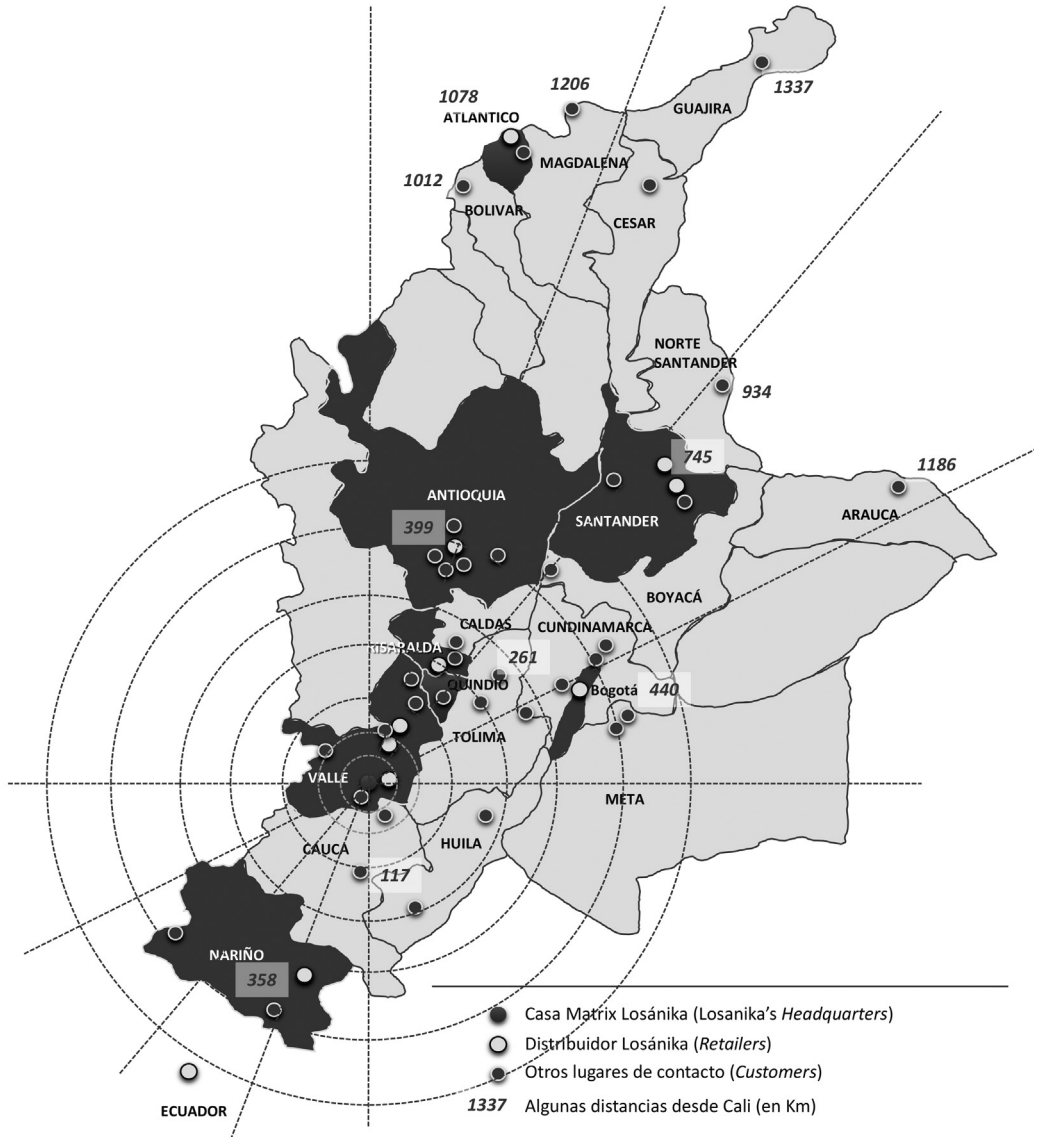 1206
1337
GUAJIRA
1078
ATLANTICO
MAGDALENA
1012
BOLIVAR
CESAR
NORTE
SANTANDER
934
745
1186
ANTIOQUIA
399
SANTANDER
ARAUCA
BOYACÁ
CALDAS
CUNDINAMARCA
RISARALDA
261
QUINDIO
Bogotá
440
TOLIMA
VALLE
META
CAUCA
HUILA
117
NARIÑO
358
Casa Matrix Losánika (Losanika's Headquarters)
Distribuidor Losánika (Retailers)
Otros lugares de contacto (Customers)
1337 Algunas distancias desde Cali (en Km)
ECUADOR